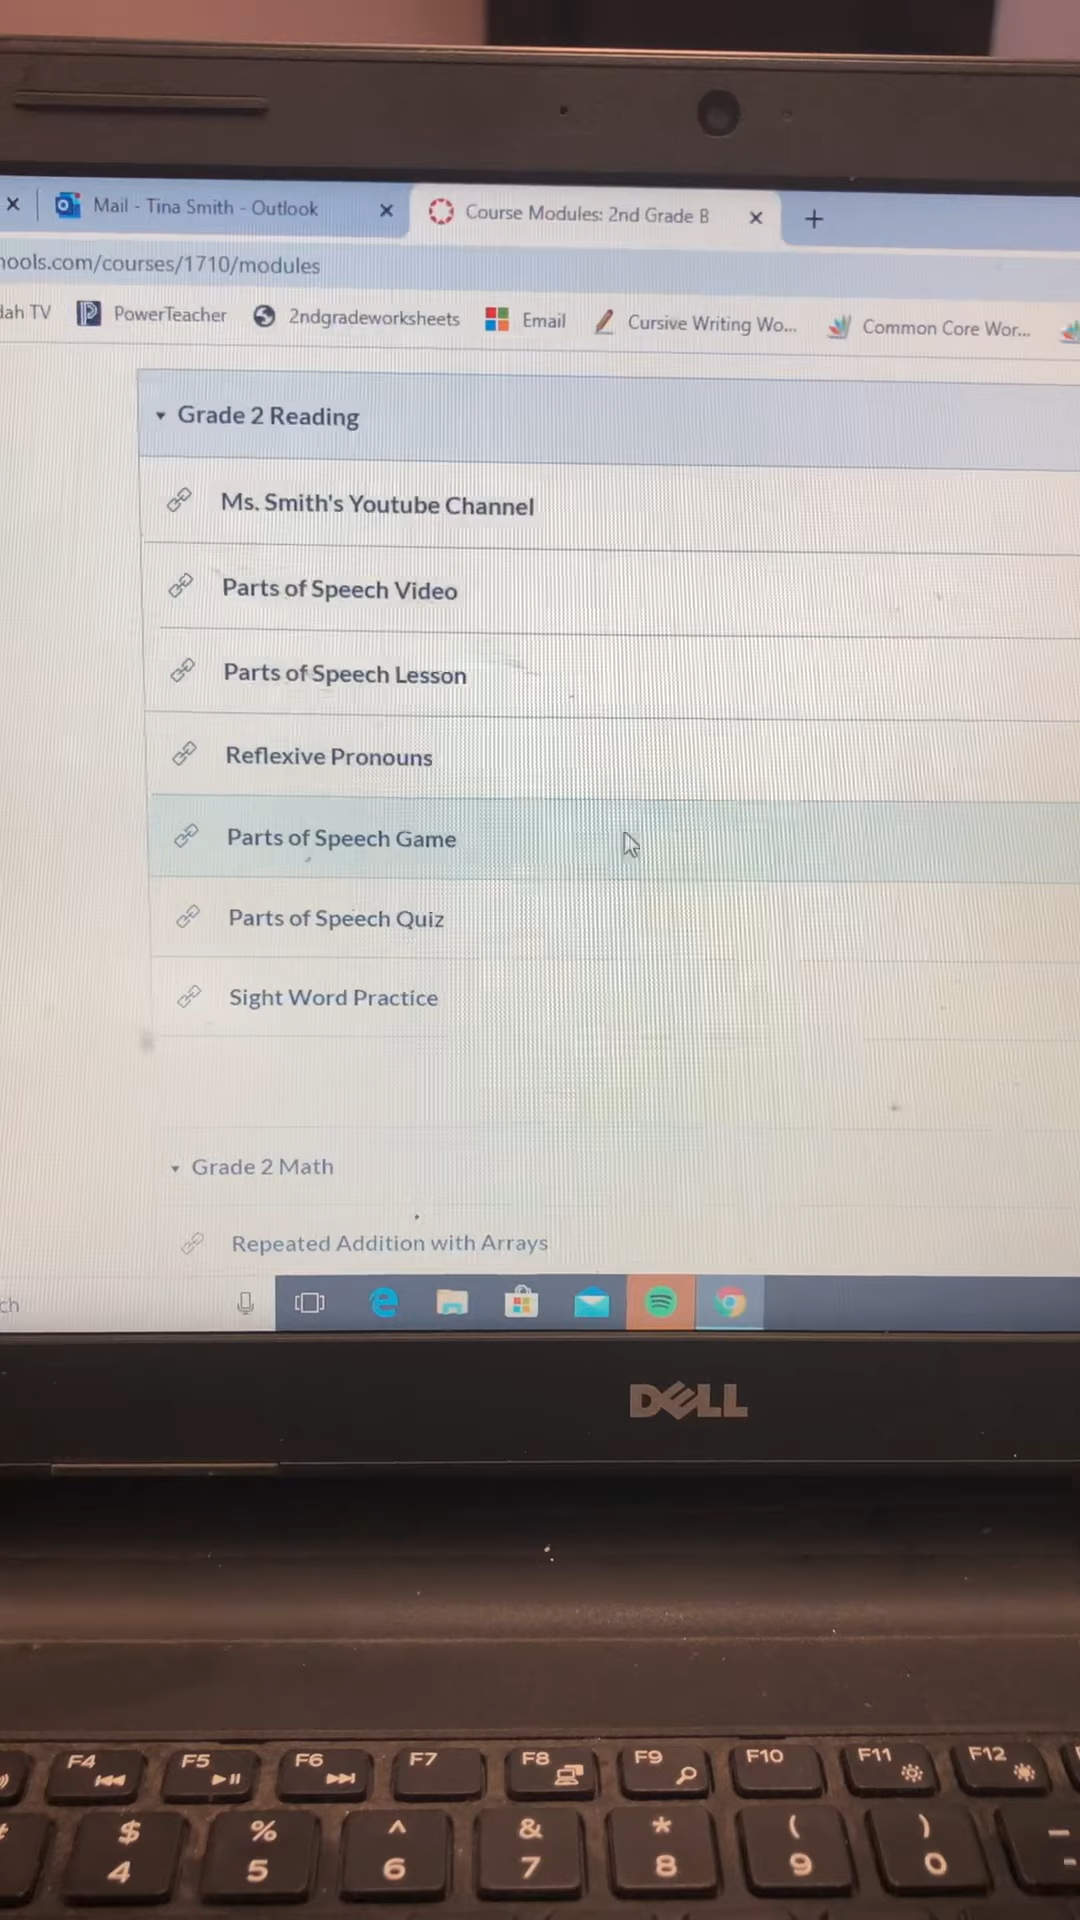 Mail - Tina Smith - Outlook
Course Modules: 2nd Grade B
hools.com/courses/1710/modules
dah TV
PowerTeacher
2ndgradeworksheets
Email
Cursive Writing Wo...
Common Core Wor...
Grade 2 Reading
Ms. Smith's Youtube Channel
Parts of Speech Video
Parts of Speech Lesson
Reflexive Pronouns
Parts of Speech Game
Parts of Speech Quiz
Sight Word Practice
Grade 2 Math
Repeated Addition with Arrays
ch
DELL
F4 F5 F6 F7 F8 F9 F10 F11 F12
$ % ^ & * ( ) _
4 5 6 7 8 9 0 -